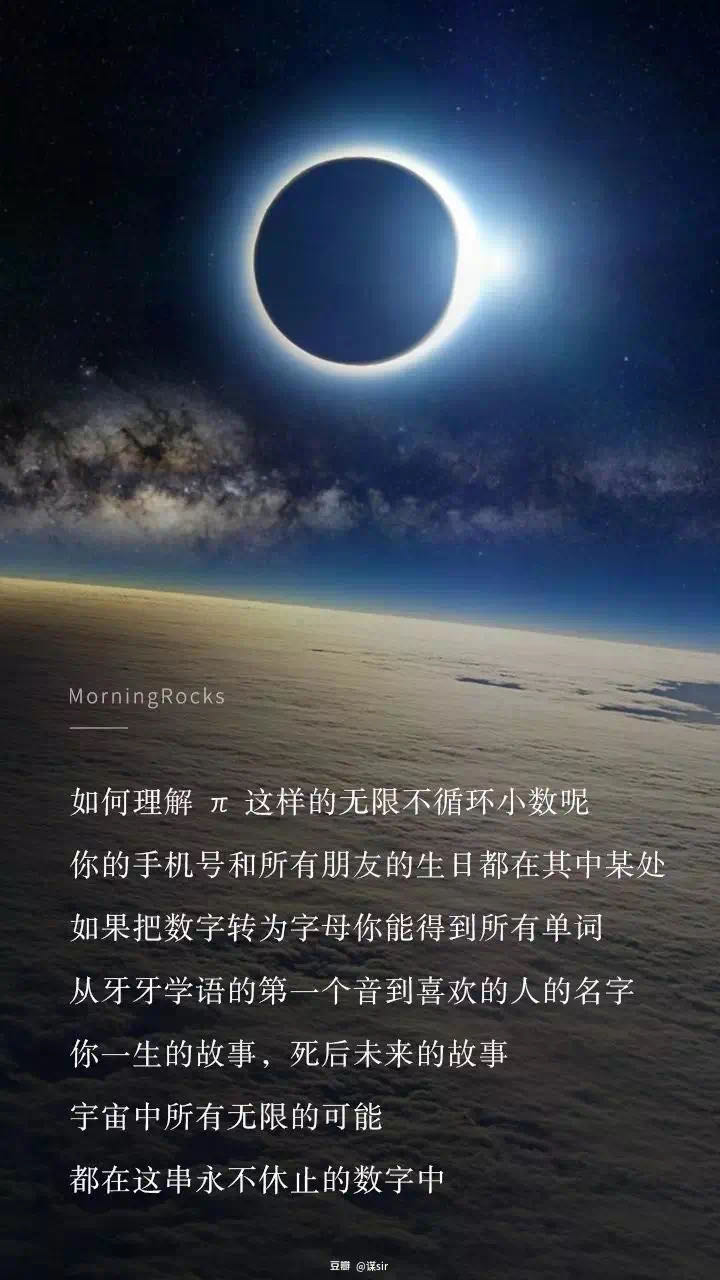 MorningRocks
如何理解 π 这样的无限不循环小数呢
你的手机号和所有朋友的生日都在其中某处
如果把数字转为字母你能得到所有单词
从牙牙学语的第一个音到喜欢的人的名字
你一生的故事，死后未来的故事
宇宙中所有无限的可能
都在这串永不休止的数字中
豆瓣 @谋sir